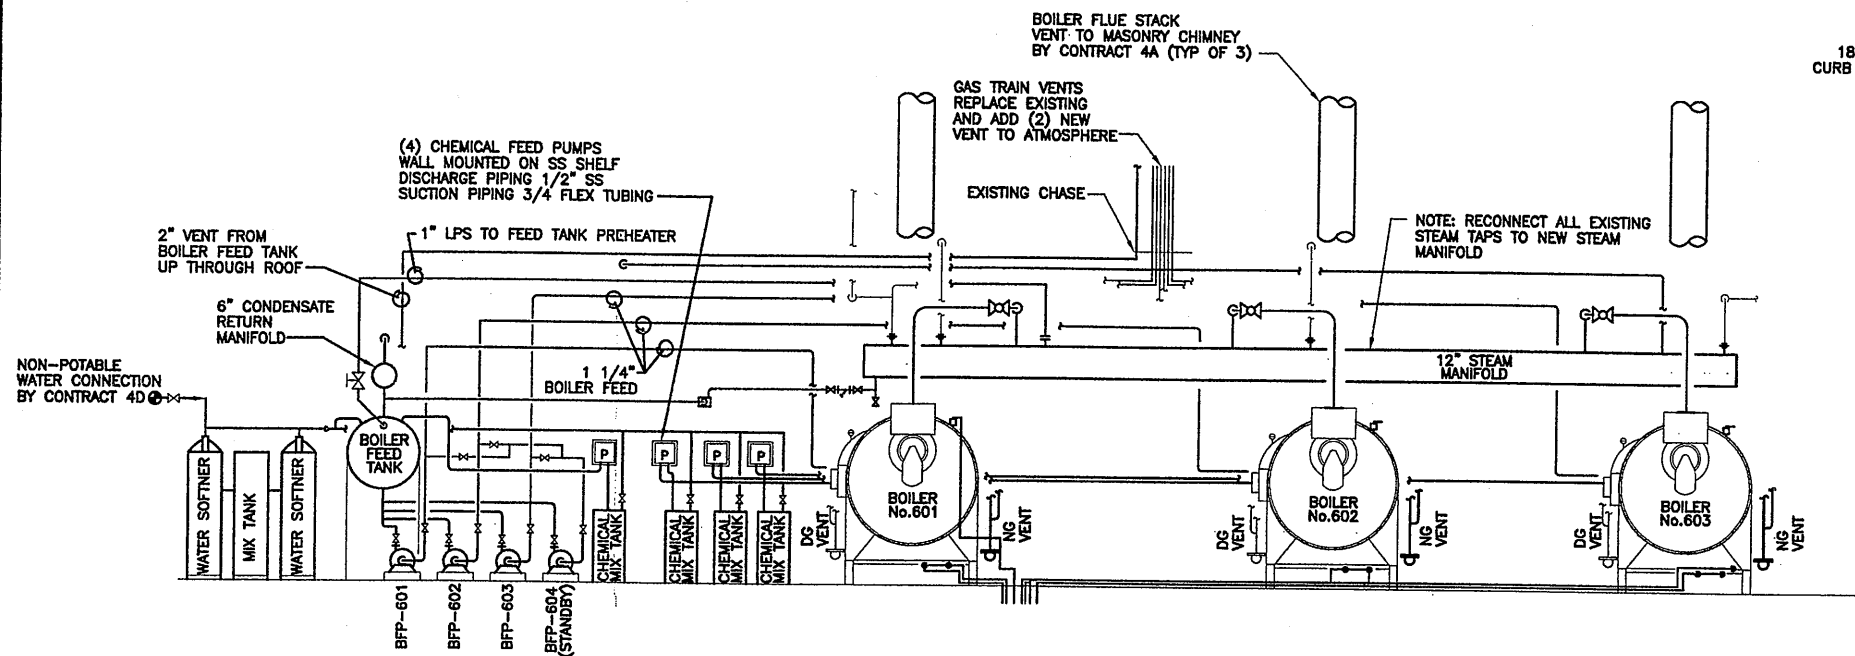 BOILER FLUE STACK
VENT TO MASONRY CHIMNEY
BY CONTRACT 4A (TYP OF 3)
18
CURB
GAS TRAIN VENTS
REPLACE EXISTING
AND ADD (2) NEW
VENT TO ATMOSPHERE
(4) CHEMICAL FEED PUMPS
WALL MOUNTED ON SS SHELF
DISCHARGE PIPING 1/2" SS
SUCTION PIPING 3/4 FLEX TUBING
EXISTING CHASE
NOTE: RECONNECT ALL EXISTING
STEAM TAPS TO NEW STEAM
MANIFOLD
2" VENT FROM
BOILER FEED TANK
UP THROUGH ROOF
1" LPS TO FEED TANK PREHEATER
6" CONDENSATE
RETURN
MANIFOLD
NON-POTABLE
WATER CONNECTION
BY CONTRACT 4D
1 1/4"
BOILER FEED
12" STEAM
MANIFOLD
BOILER
FEED
TANK
P
P
P
P
WATER SOFTNER
MIX TANK
WATER SOFTNER
CHEMICAL
MIX TANK
CHEMICAL
MIX TANK
CHEMICAL
MIX TANK
CHEMICAL
MIX TANK
BOILER
No.601
BOILER
No.602
BOILER
No.603
DG
VENT
NG
VENT
DG
VENT
NG
VENT
DG
VENT
NG
VENT
BFP-601
BFP-602
BFP-603
BFP-604
(STANDBY)